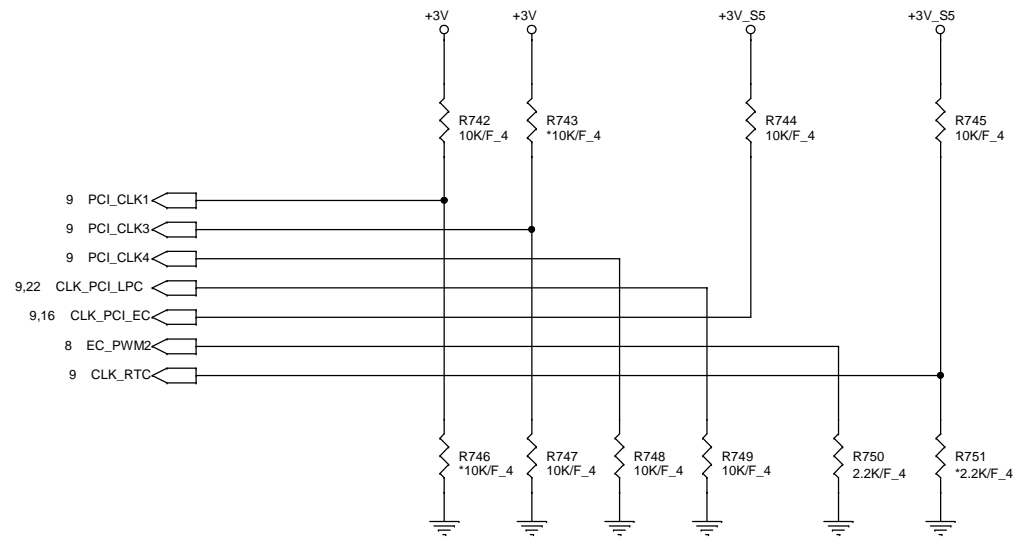 +3V
+3V
+3V_S5
+3V_S5
R742
10K/F_4
R743
*10K/F_4
R744
10K/F_4
R745
10K/F_4
9 PCI_CLK1
9 PCI_CLK3
9 PCI_CLK4
9,22 CLK_PCI_LPC
9,16 CLK_PCI_EC
8 EC_PWM2
9 CLK_RTC
R746
*10K/F_4
R747
10K/F_4
R748
10K/F_4
R749
10K/F_4
R750
2.2K/F_4
R751
*2.2K/F_4